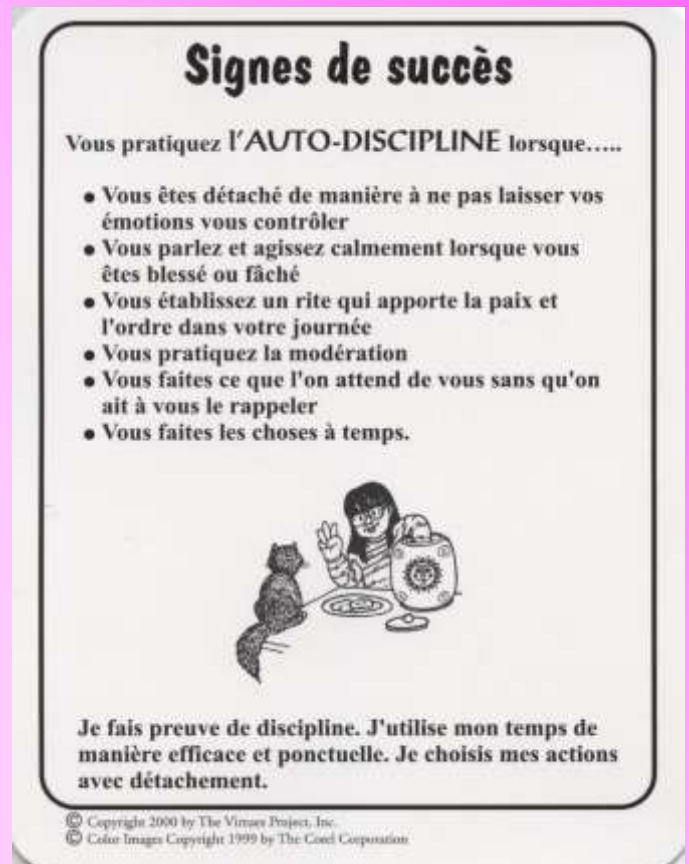 Signes de succès
Vous pratiquez l'AUTO-DISCIPLINE lorsque.....
• Vous êtes détaché de manière à ne pas laisser vos
émotions vous contrôler
• Vous parlez et agissez calmement lorsque vous
êtes blessé ou fâché
• Vous établissez un rite qui apporte la paix et
l'ordre dans votre journée
• Vous pratiquez la modération
• Vous faites ce que l'on attend de vous sans qu'on
ait à vous le rappeler
• Vous faites les choses à temps.
Je fais preuve de discipline. J'utilise mon temps de
manière efficace et ponctuelle. Je choisis mes actions
avec détachement.
© Copyright 2000 by The Virtues Project, Inc.
© Color Images Copyright 1999 by The Corel Corporation